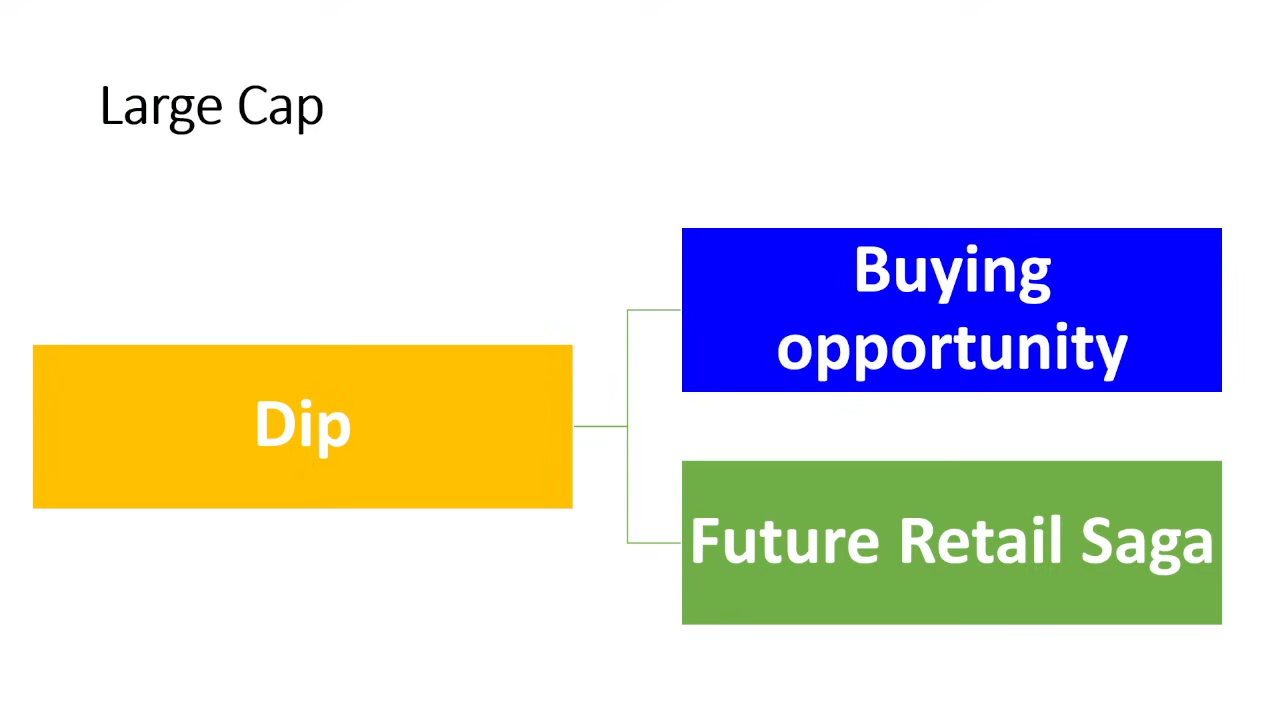 Large Cap
Dip
Buying
opportunity
Future Retail Saga